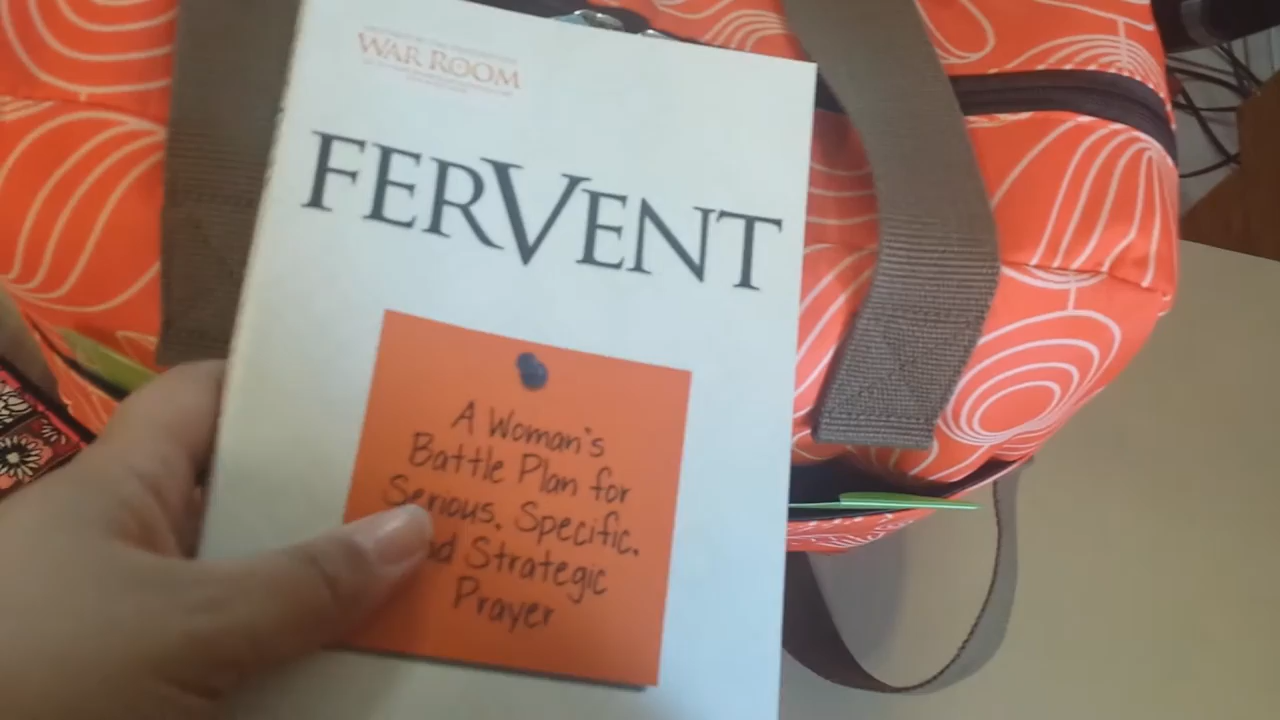 WAR ROOM
FERVENT
A Woman's
Battle Plan for
Serious, Specific,
Strategic
Prayer